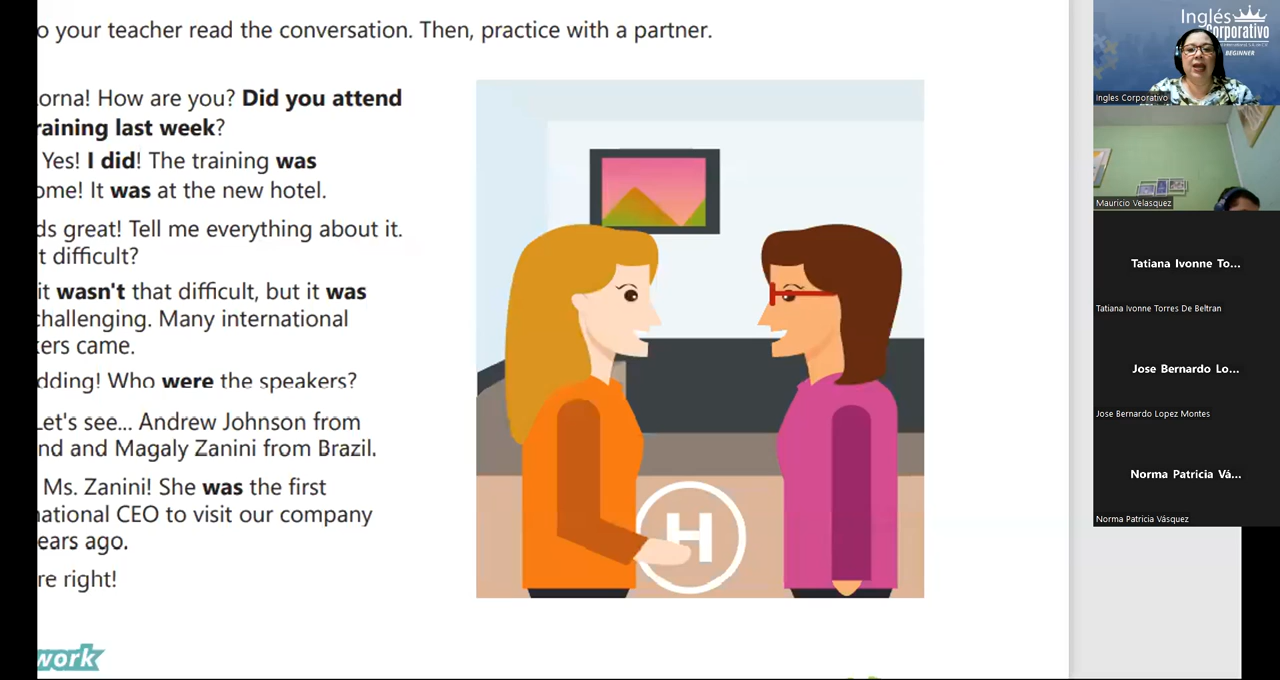 o your teacher read the conversation. Then, practice with a partner.
Lorna! How are you? Did you attend
raining last week?
Yes! I did! The training was
ome! It was at the new hotel.
ds great! Tell me everything about it.
t difficult?
it wasn't that difficult, but it was
challenging. Many international
kers came.
dding! Who were the speakers?
Let's see... Andrew Johnson from
nd and Magaly Zanini from Brazil.
Ms. Zanini! She was the first
national CEO to visit our company
ears ago.
re right!
work
H
Inglés
Corporativo
BEGINNER
Ingles Corporativo
Mauricio Velasquez
Tatiana Ivonne To...
Tatiana Ivonne Torres De Beltran
Jose Bernardo Lo...
Jose Bernardo Lopez Montes
Norma Patricia Vá...
Norma Patricia Vásquez